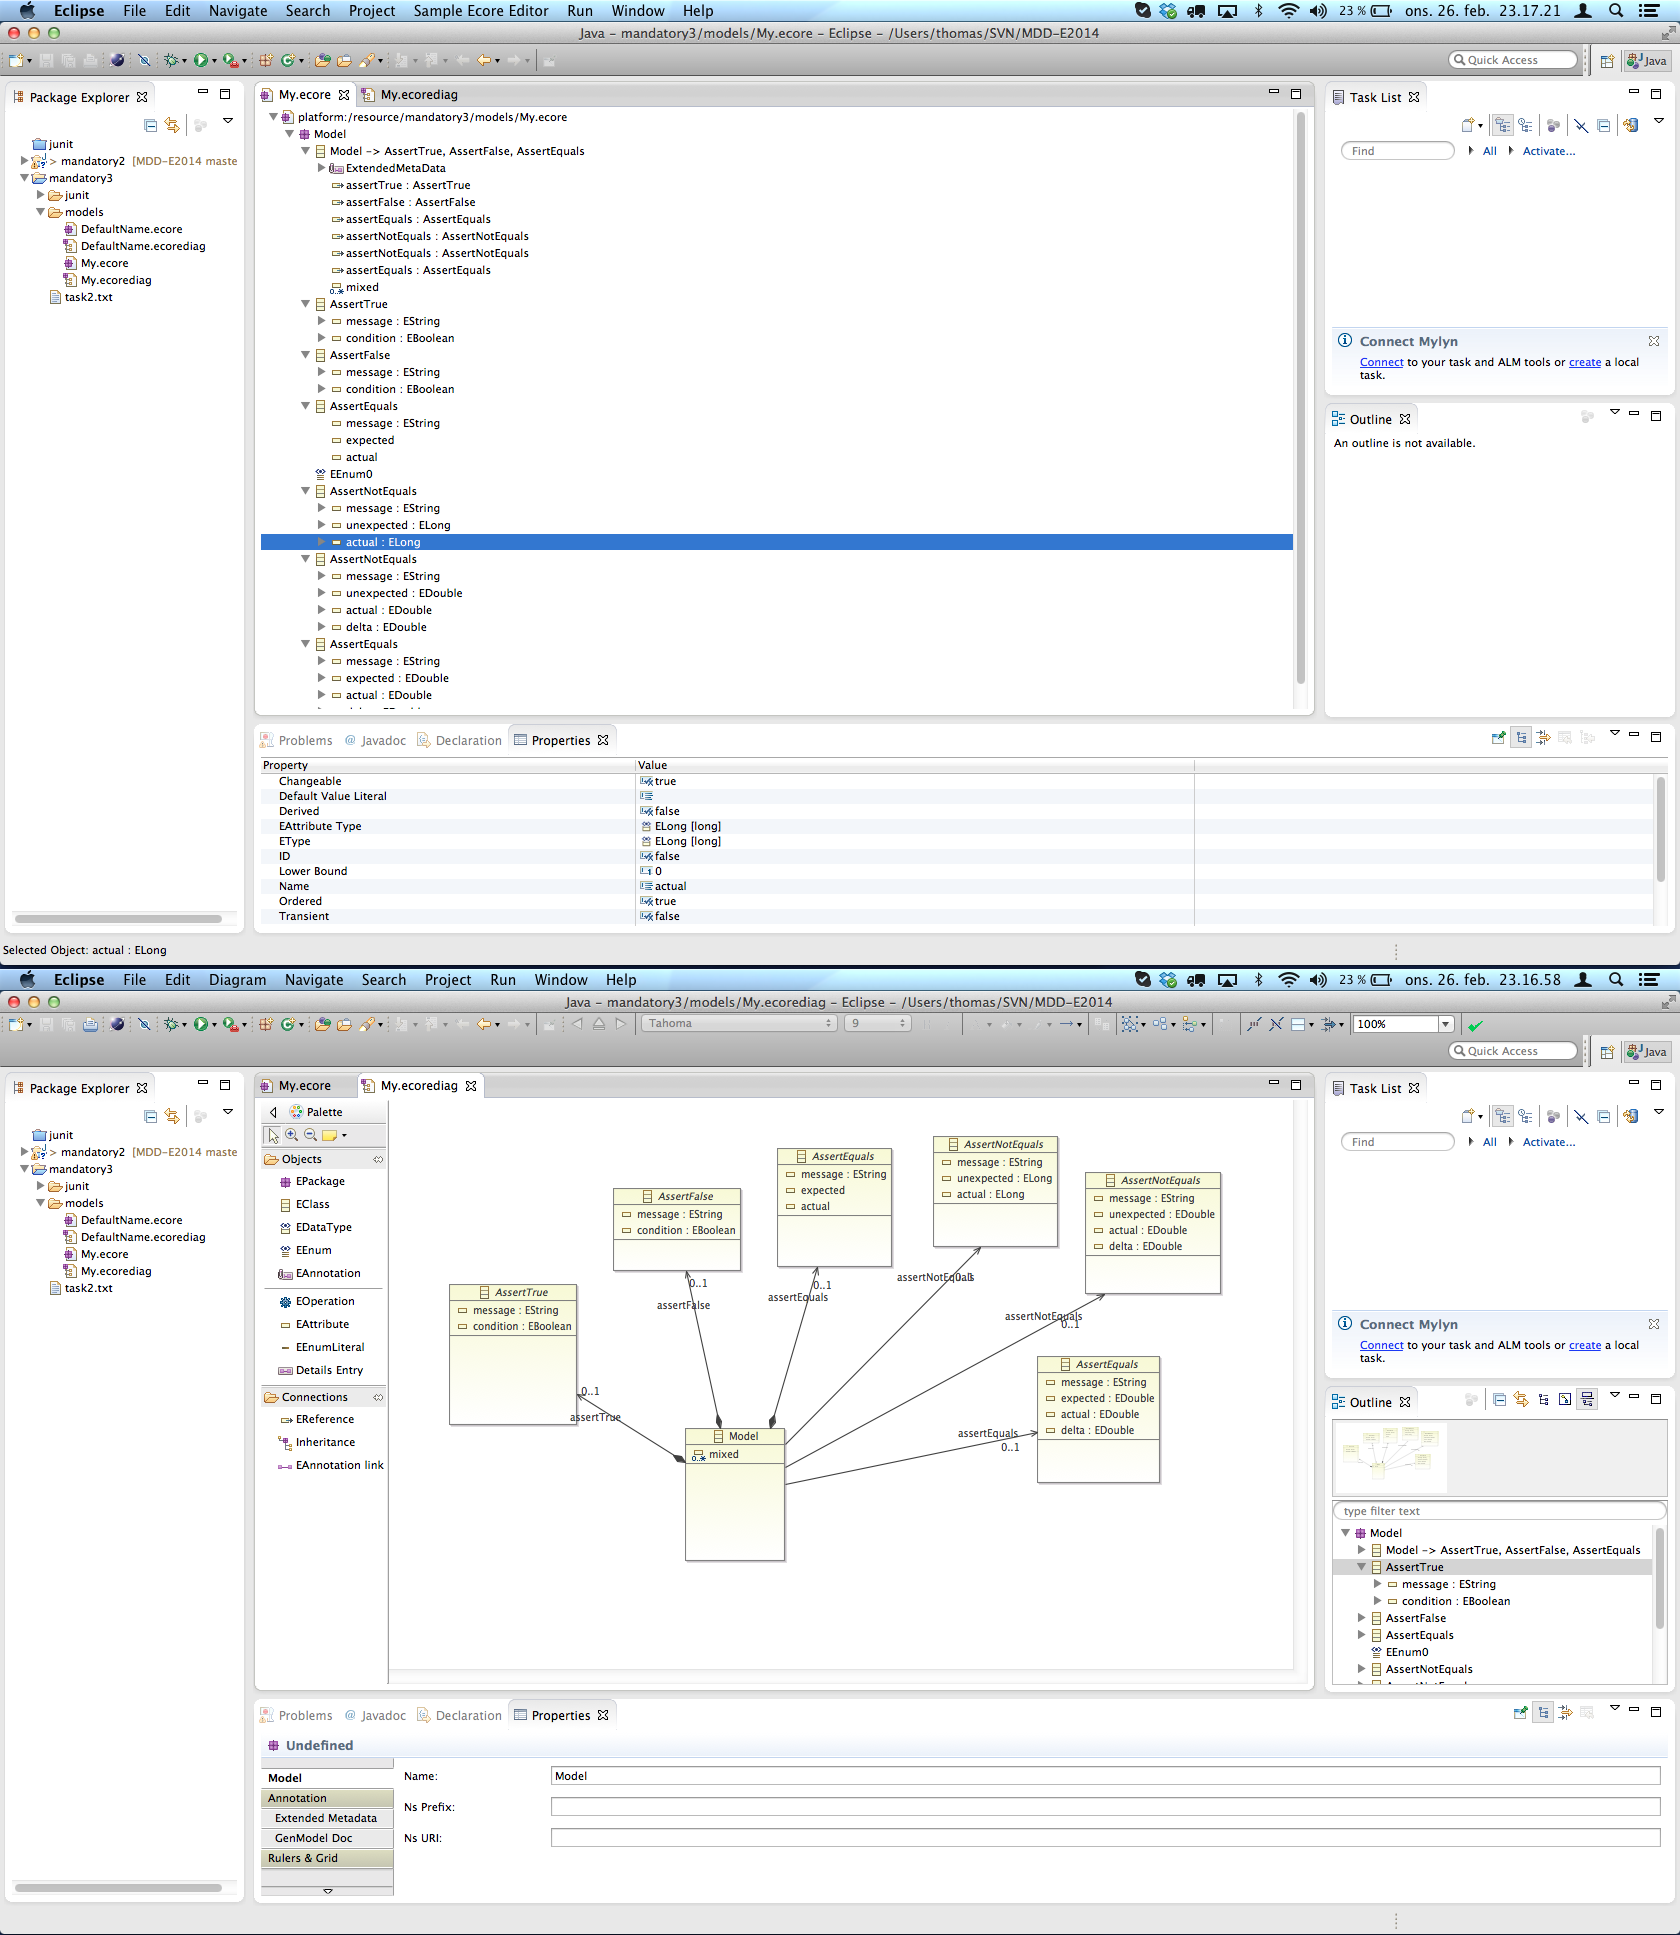 Eclipse File Edit Navigate Search Project Sample Ecore Editor Run Window Help 23 % ons. 26. feb. 23.17.21
Java – mandatory3/models/My.ecore – Eclipse – /Users/thomas/SVN/MDD-E2014
Quick Access Java
Package Explorer
junit
> mandatory2 [MDD-E2014 maste
mandatory3
junit
models
DefaultName.ecore
DefaultName.ecorediag
My.ecore
My.ecorediag
task2.txt
My.ecore My.ecorediag
platform:/resource/mandatory3/models/My.ecore
Model
Model -> AssertTrue, AssertFalse, AssertEquals
ExtendedMetaData
assertTrue : AssertTrue
assertFalse : AssertFalse
assertEquals : AssertEquals
assertNotEquals : AssertNotEquals
assertNotEquals : AssertNotEquals
assertEquals : AssertEquals
0..* mixed
AssertTrue
message : EString
condition : EBoolean
AssertFalse
message : EString
condition : EBoolean
AssertEquals
message : EString
expected
actual
EEnum0
AssertNotEquals
message : EString
unexpected : ELong
actual : ELong
AssertNotEquals
message : EString
unexpected : EDouble
actual : EDouble
delta : EDouble
AssertEquals
message : EString
expected : EDouble
actual : EDouble
Task List
Find All Activate...
Connect Mylyn
Connect to your task and ALM tools or create a local
task.
Outline
An outline is not available.
Problems @ Javadoc Declaration Properties
Property Value
Changeable true
Default Value Literal
Derived false
EAttribute Type ELong [long]
EType ELong [long]
ID false
Lower Bound 0
Name actual
Ordered true
Transient false
Selected Object: actual : ELong
Eclipse File Edit Diagram Navigate Search Project Run Window Help 23 % ons. 26. feb. 23.16.58
Java – mandatory3/models/My.ecorediag – Eclipse – /Users/thomas/SVN/MDD-E2014
Tahoma 9 100%
Quick Access Java
Package Explorer
junit
> mandatory2 [MDD-E2014 maste
mandatory3
junit
models
DefaultName.ecore
DefaultName.ecorediag
My.ecore
My.ecorediag
task2.txt
My.ecore My.ecorediag
Palette
Objects
EPackage
EClass
EDataType
EEnum
EAnnotation
EOperation
EAttribute
EEnumLiteral
Details Entry
Connections
EReference
Inheritance
EAnnotation link
AssertTrue
message : EString
condition : EBoolean
AssertFalse
message : EString
condition : EBoolean
AssertEquals
message : EString
expected
actual
AssertNotEquals
message : EString
unexpected : ELong
actual : ELong
AssertNotEquals
message : EString
unexpected : EDouble
actual : EDouble
delta : EDouble
AssertEquals
message : EString
expected : EDouble
actual : EDouble
delta : EDouble
0..1
assertTrue
0..1
assertFalse
0..1
assertEquals
assertNotEquals 0..1
assertNotEquals
0..1
assertEquals
0..1
Model
0..* mixed
Task List
Find All Activate...
Connect Mylyn
Connect to your task and ALM tools or create a local
task.
Outline
type filter text
Model
Model -> AssertTrue, AssertFalse, AssertEquals
AssertTrue
message : EString
condition : EBoolean
AssertFalse
AssertEquals
EEnum0
AssertNotEquals
Problems @ Javadoc Declaration Properties
Undefined
Model
Annotation
Extended Metadata
GenModel Doc
Rulers & Grid
Name: Model
Ns Prefix:
Ns URI: